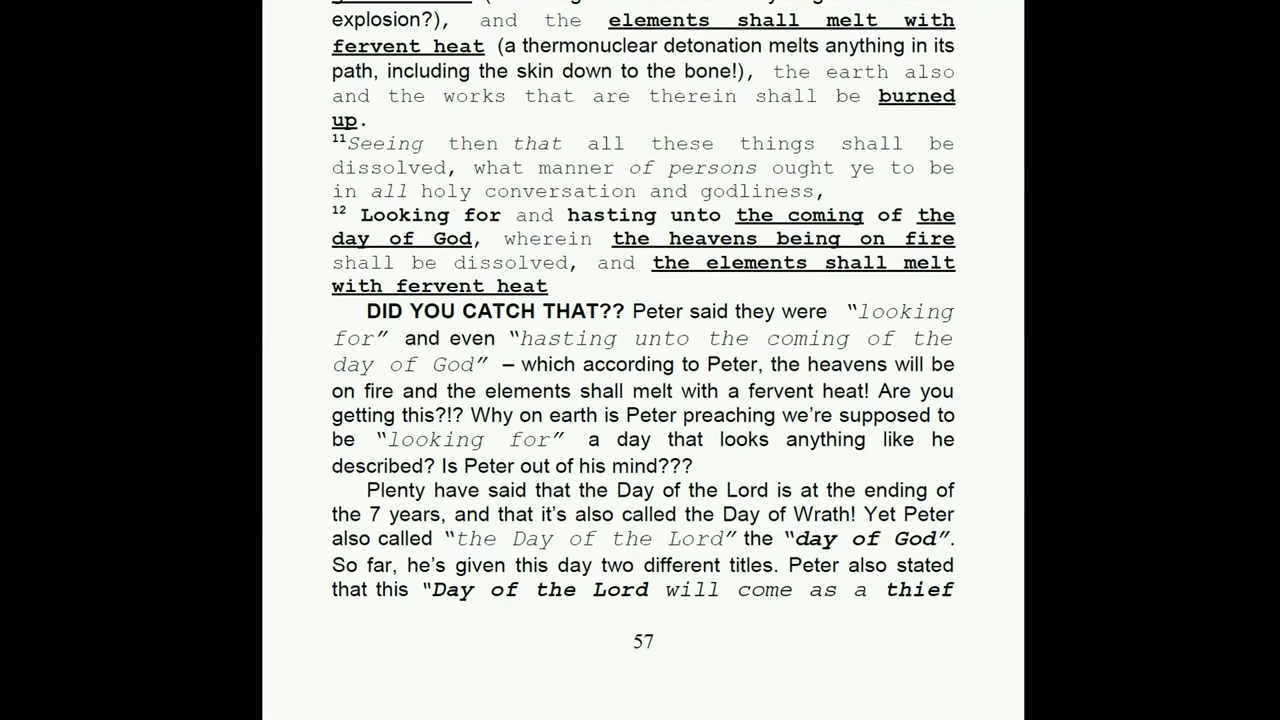 explosion?), and the elements shall melt with
fervent heat (a thermonuclear detonation melts anything in its
path, including the skin down to the bone!), the earth also
and the works that are therein shall be burned
up.
11Seeing then that all these things shall be
dissolved, what manner of persons ought ye to be
in all holy conversation and godliness,
12 Looking for and hasting unto the coming of the
day of God, wherein the heavens being on fire
shall be dissolved, and the elements shall melt
with fervent heat
DID YOU CATCH THAT?? Peter said they were “looking
for” and even “hasting unto the coming of the
day of God” – which according to Peter, the heavens will be
on fire and the elements shall melt with a fervent heat! Are you
getting this?!? Why on earth is Peter preaching we’re supposed to
be “looking for” a day that looks anything like he
described? Is Peter out of his mind???
Plenty have said that the Day of the Lord is at the ending of
the 7 years, and that it’s also called the Day of Wrath! Yet Peter
also called “the Day of the Lord” the “day of God”.
So far, he’s given this day two different titles. Peter also stated
that this “Day of the Lord will come as a thief
57